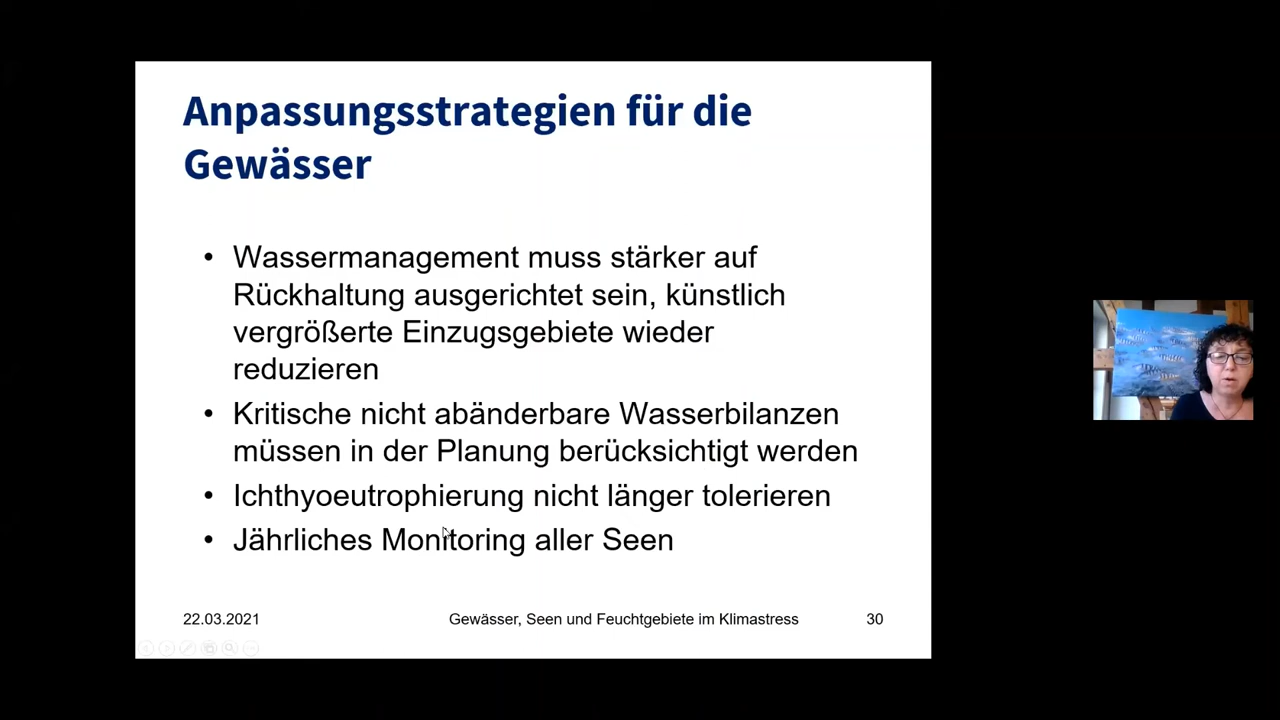 Anpassungsstrategien für die
Gewässer
• Wassermanagement muss stärker auf
Rückhaltung ausgerichtet sein, künstlich
vergrößerte Einzugsgebiete wieder
reduzieren
• Kritische nicht abänderbare Wasserbilanzen
müssen in der Planung berücksichtigt werden
• Ichthyoeutrophierung nicht länger tolerieren
• Jährliches Monitoring aller Seen
22.03.2021 Gewässer, Seen und Feuchtgebiete im Klimastress 30